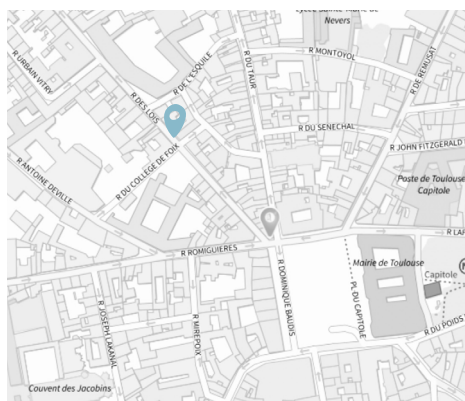 Nevers
R MONTOYOL
R DE REMUSAT
R URBAIN VITRY
R DES LOIS
R DE L'ESQUILE
R DU TAUR
R DU SENECHAL
R JOHN FITZGERALD
R ANTOINE DEVILLE
R DU COLLEGE DE FOIX
Poste de Toulouse
Capitole
R ROMIGUIERES
R DOMINIQUE BAUDIS
PL DU CAPITOLE
Mairie de Toulouse
Capitole
M
R JOSEPH LAKANAL
R MIREPOIX
R DU POIDS
Couvent des Jacobins